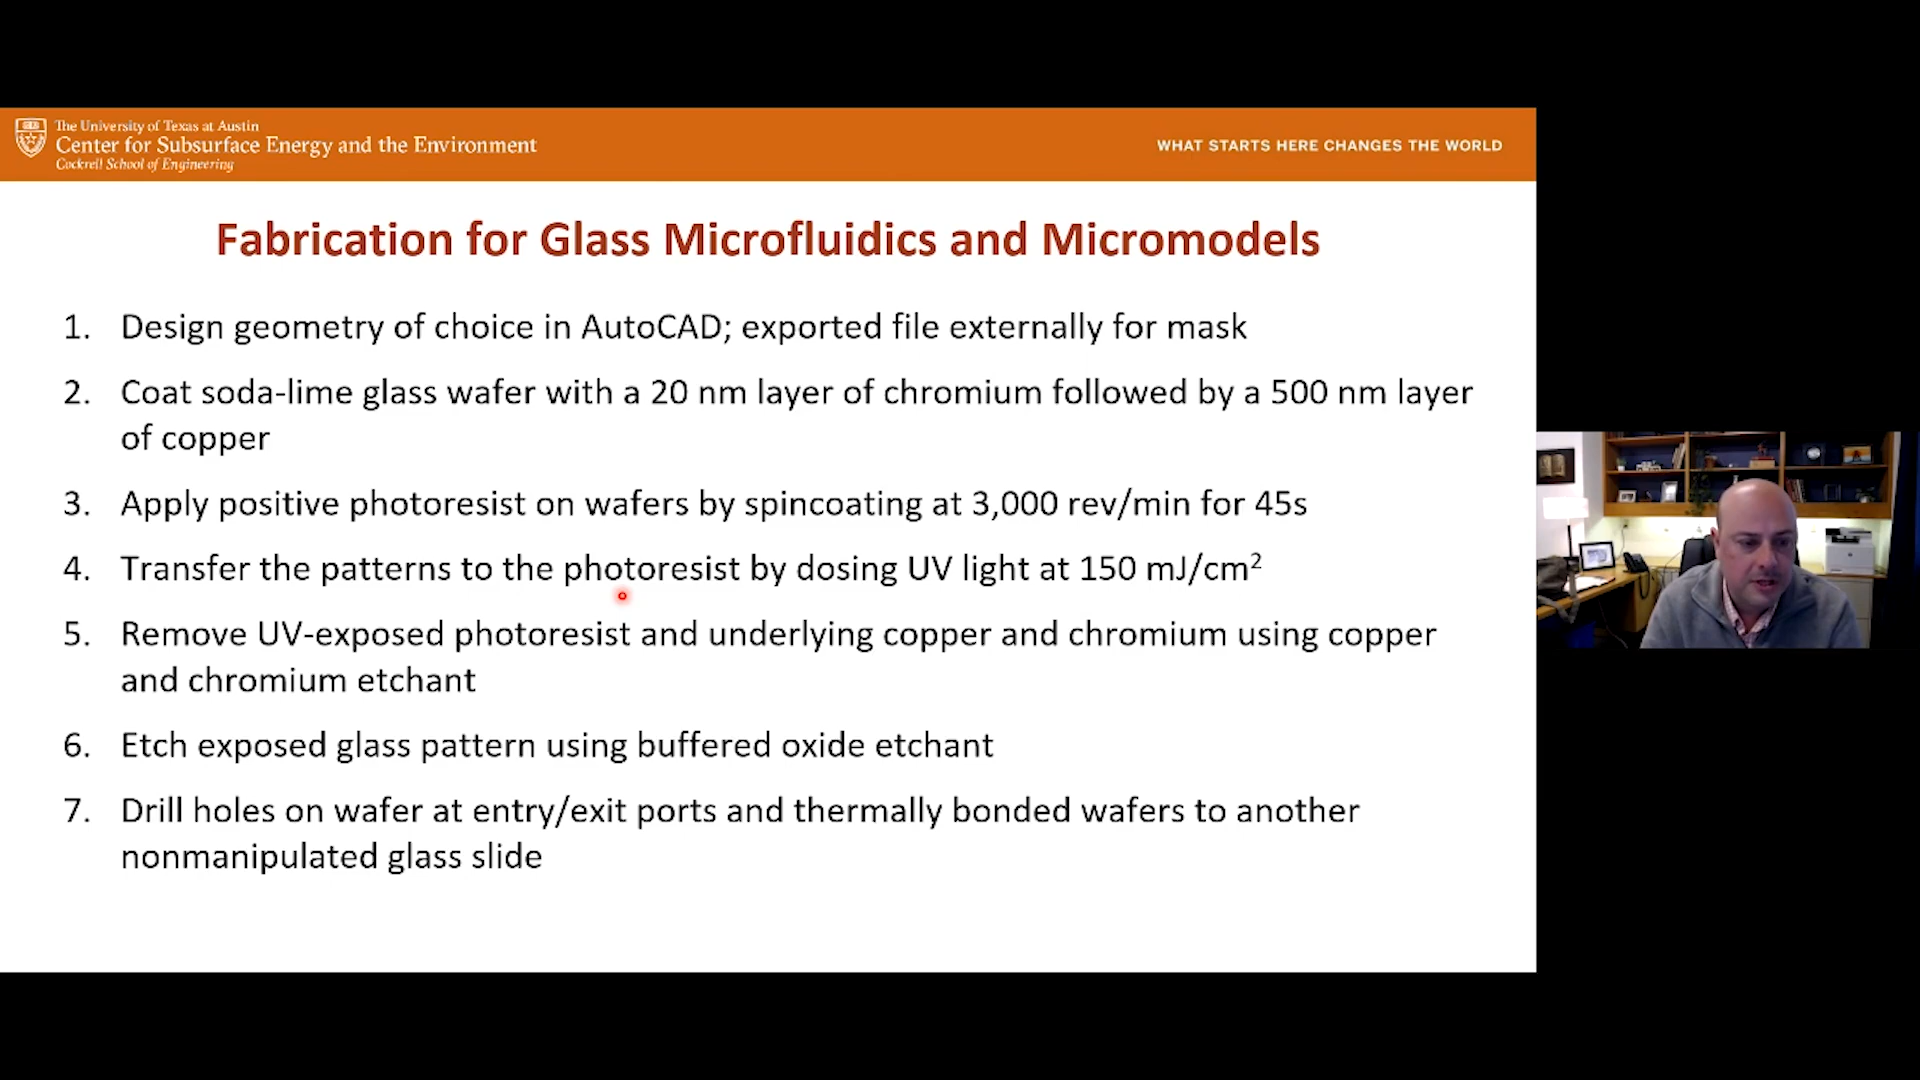 The University of Texas at Austin
Center for Subsurface Energy and the Environment
Cockrell School of Engineering
WHAT STARTS HERE CHANGES THE WORLD
Fabrication for Glass Microfluidics and Micromodels
1. Design geometry of choice in AutoCAD; exported file externally for mask
2. Coat soda-lime glass wafer with a 20 nm layer of chromium followed by a 500 nm layer
of copper
3. Apply positive photoresist on wafers by spincoating at 3,000 rev/min for 45s
4. Transfer the patterns to the photoresist by dosing UV light at 150 mJ/cm²
5. Remove UV-exposed photoresist and underlying copper and chromium using copper
and chromium etchant
6. Etch exposed glass pattern using buffered oxide etchant
7. Drill holes on wafer at entry/exit ports and thermally bonded wafers to another
nonmanipulated glass slide